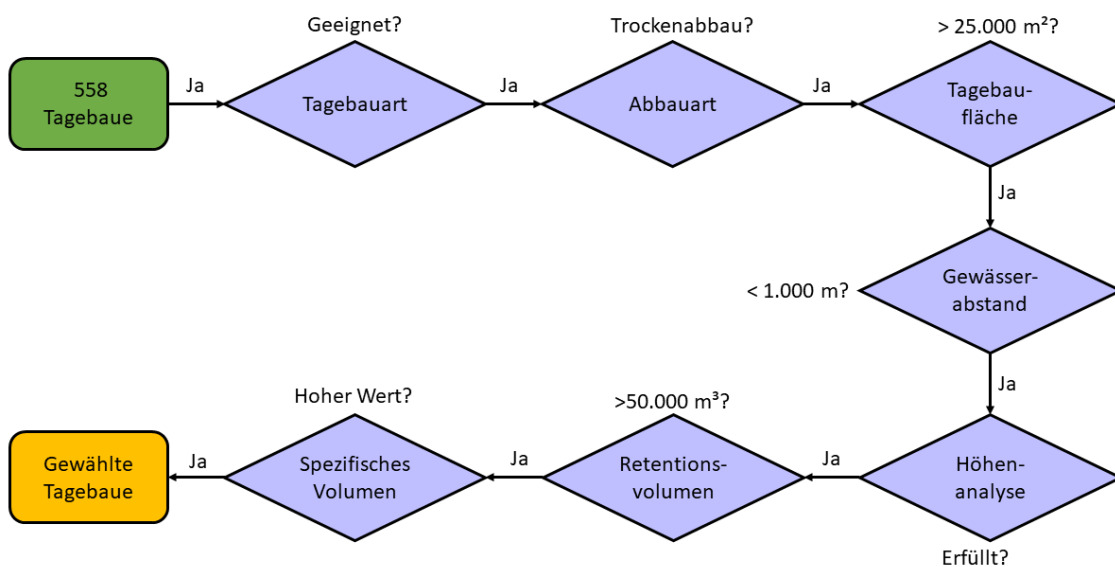 558
Tagebaue
Ja
Geeignet?
Tagebauart
Ja
Trockenabbau?
Abbauart
Ja
> 25.000 m²?
Tagebau-
fläche
Ja
< 1.000 m?
Gewässer-
abstand
Ja
Höhen-
analyse
Erfüllt?
Ja
>50.000 m³?
Retentions-
volumen
Ja
Hoher Wert?
Spezifisches
Volumen
Ja
Gewählte
Tagebaue